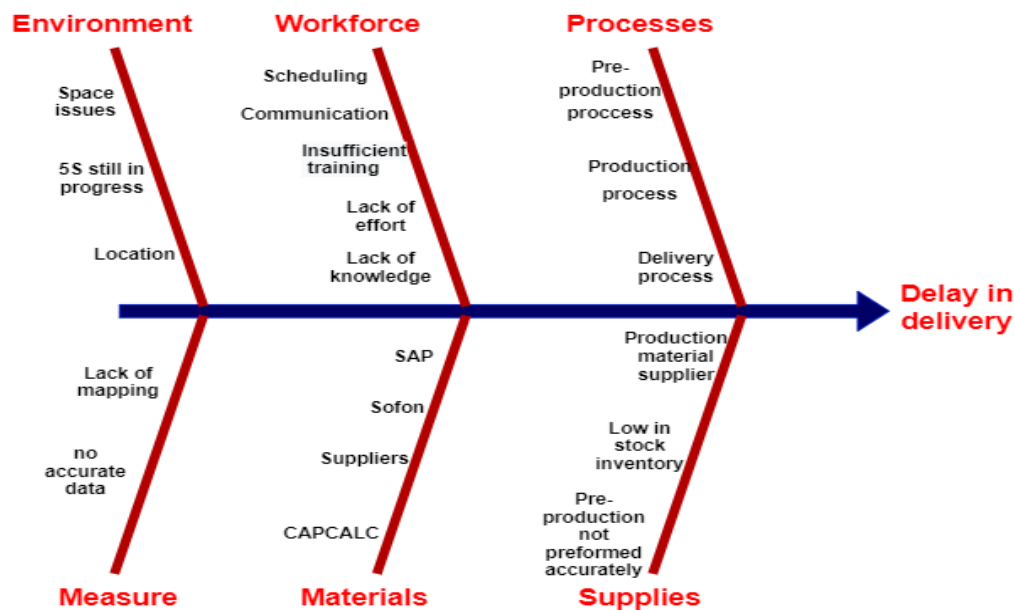 Environment
Workforce
Processes
Space
issues
5S still in
progress
Location
Scheduling
Communication
Insufficient
training
Lack of
effort
Lack of
knowledge
Pre-
production
proccess
Production
process
Delivery
process
Delay in
delivery
Lack of
mapping
no
accurate
data
SAP
Sofon
Suppliers
CAPCALC
Production
material
supplier
Low in
stock
inventory
Pre-
production
not
preformed
accurately
Measure
Materials
Supplies